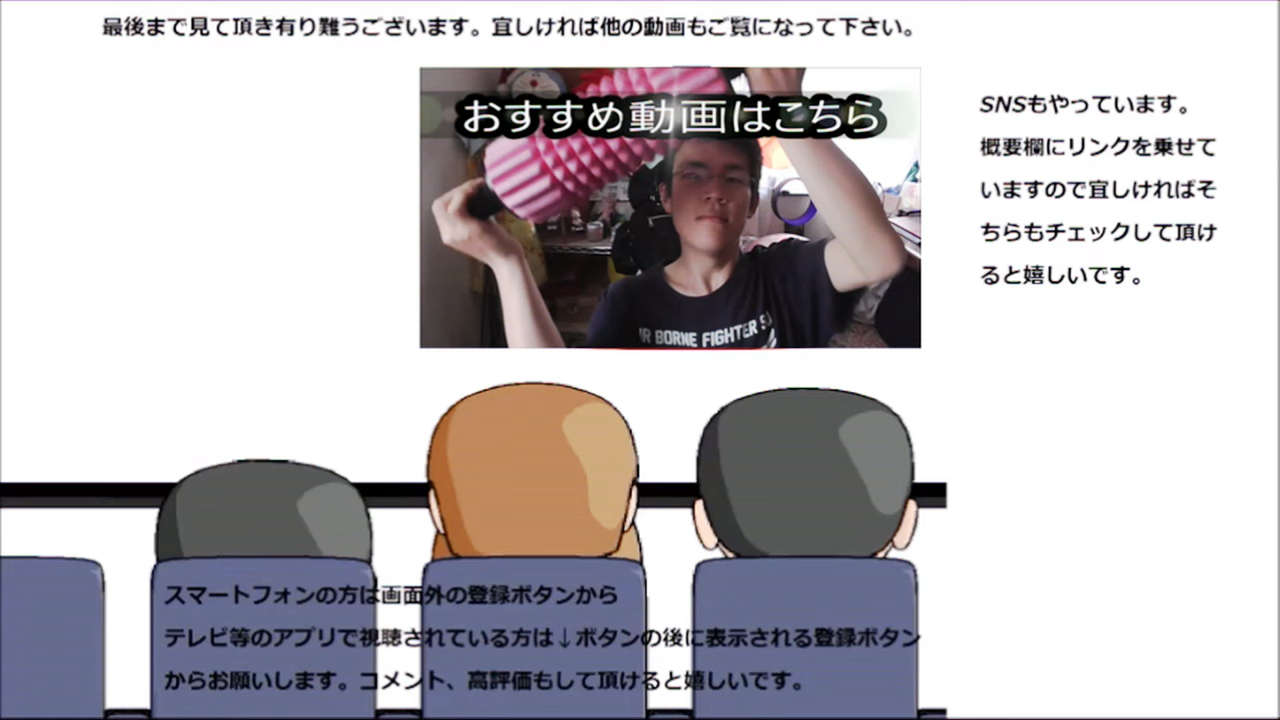 最後まで見て頂き有り難うございます。宜しければ他の動画もご覧になって下さい。
おすすめ動画はこちら
BORNE FIGHTER
SNSもやっています。
概要欄にリンクを乗せて
いますので宜しければそ
ちらもチェックして頂け
ると嬉しいです。
スマートフォンの方は画面外の登録ボタンから
テレビ等のアプリで視聴されている方は↓ボタンの後に表示される登録ボタン
からお願いします。コメント、高評価もして頂けると嬉しいです。